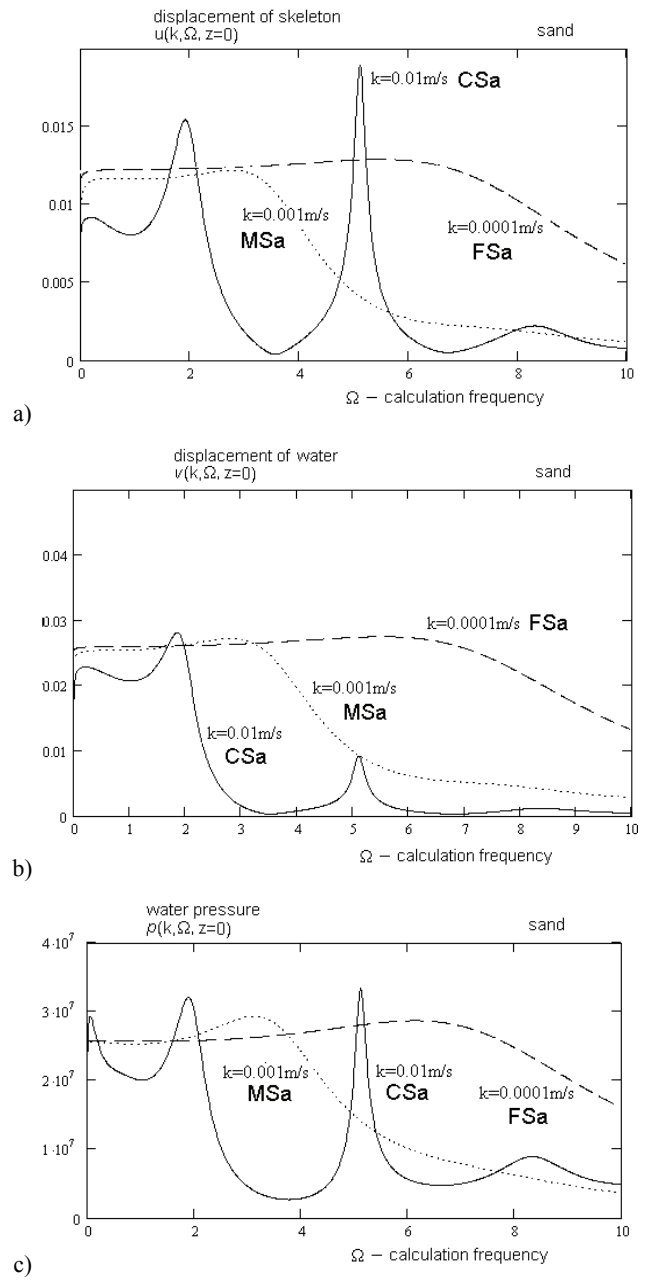 displacement of skeleton
u(k,Ω, z=0)
sand
k=0.01m/s CSa
0.015
0.01
k=0.001m/s
MSa
k=0.0001m/s
FSa
0.005
0
0 2 4 6 8 10
Ω – calculation frequency
a)
displacement of water
v(k,Ω, z=0)
sand
0.04
0.03
k=0.0001m/s FSa
k=0.001m/s
MSa
0.02
k=0.01m/s
CSa
0.01
0
0 1 2 3 4 5 6 7 8 9 10
Ω – calculation frequency
b)
water pressure
p(k,Ω, z=0)
sand
4·10⁷
3·10⁷
k=0.001m/s
MSa
k=0.01m/s
CSa
k=0.0001m/s
FSa
2·10⁷
1·10⁷
0
0 2 4 6 8 10
Ω – calculation frequency
c)